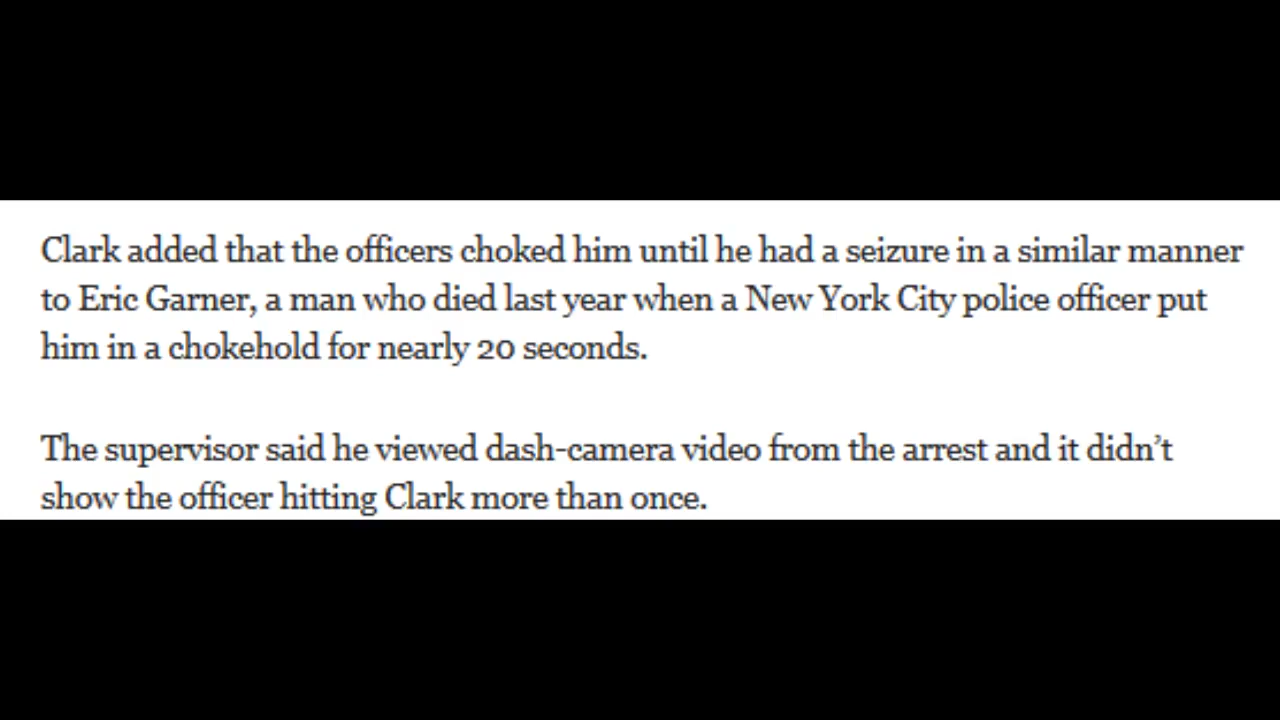 Clark added that the officers choked him until he had a seizure in a similar manner
to Eric Garner, a man who died last year when a New York City police officer put
him in a chokehold for nearly 20 seconds.
The supervisor said he viewed dash-camera video from the arrest and it didn’t
show the officer hitting Clark more than once.